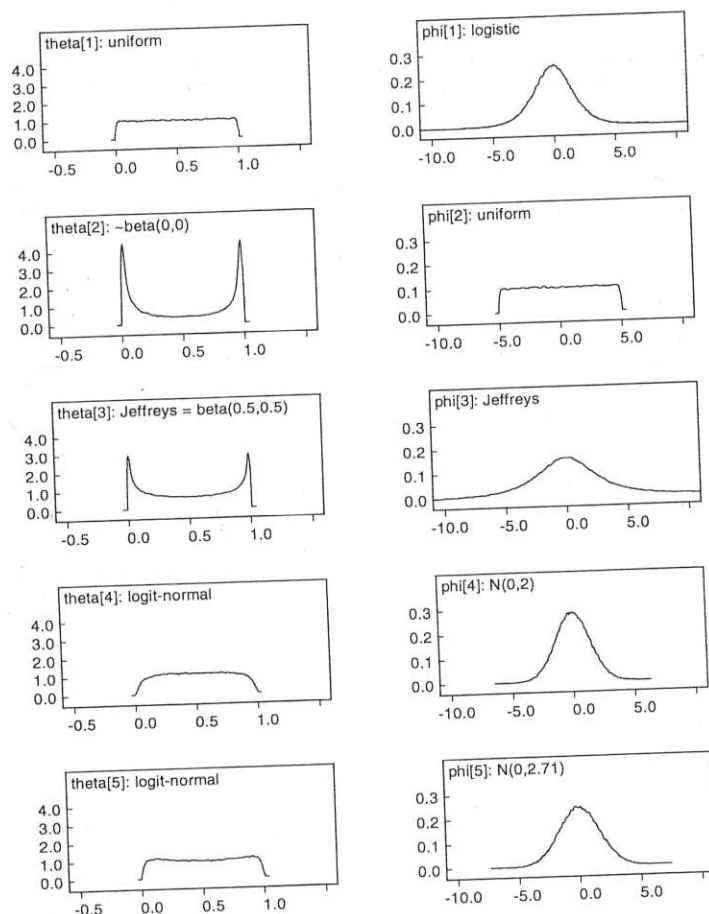 theta[1]: uniform
4.0
3.0
2.0
1.0
0.0
-0.5 0.0 0.5 1.0
phi[1]: logistic
0.3
0.2
0.1
0.0
-10.0 -5.0 0.0 5.0
theta[2]: ~beta(0,0)
4.0
3.0
2.0
1.0
0.0
-0.5 0.0 0.5 1.0
phi[2]: uniform
0.3
0.2
0.1
0.0
-10.0 -5.0 0.0 5.0
theta[3]: Jeffreys = beta(0.5,0.5)
4.0
3.0
2.0
1.0
0.0
-0.5 0.0 0.5 1.0
phi[3]: Jeffreys
0.3
0.2
0.1
0.0
-10.0 -5.0 0.0 5.0
theta[4]: logit-normal
4.0
3.0
2.0
1.0
0.0
-0.5 0.0 0.5 1.0
phi[4]: N(0,2)
0.3
0.2
0.1
0.0
-10.0 -5.0 0.0 5.0
theta[5]: logit-normal
4.0
3.0
2.0
1.0
0.0
-0.5 0.0 0.5 1.0
phi[5]: N(0,2.71)
0.3
0.2
0.1
0.0
-10.0 -5.0 0.0 5.0